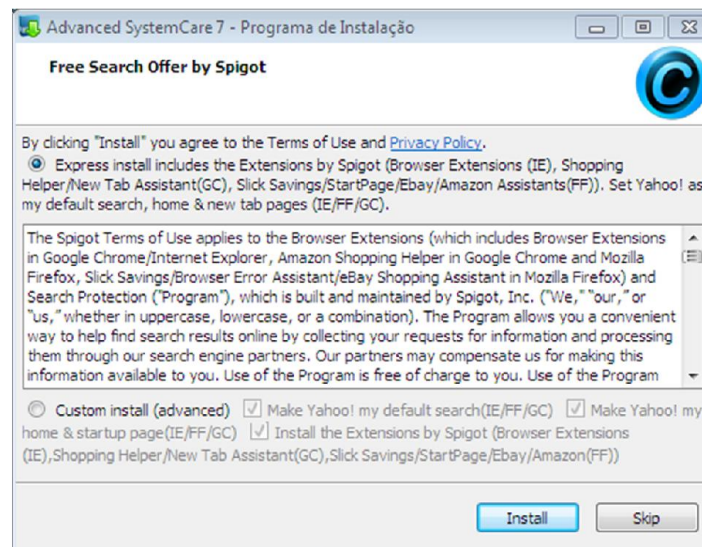 Advanced SystemCare 7 - Programa de Instalação
Free Search Offer by Spigot
By clicking "Install" you agree to the Terms of Use and Privacy Policy.
Express install includes the Extensions by Spigot (Browser Extensions (IE), Shopping
Helper/New Tab Assistant(GC), Slick Savings/StartPage/Ebay/Amazon Assistants(FF)). Set Yahoo! as
my default search, home & new tab pages (IE/FF/GC).
The Spigot Terms of Use applies to the Browser Extensions (which includes Browser Extensions
in Google Chrome/Internet Explorer, Amazon Shopping Helper in Google Chrome and Mozilla
Firefox, Slick Savings/Browser Error Assistant/eBay Shopping Assistant in Mozilla Firefox) and
Search Protection ("Program"), which is built and maintained by Spigot, Inc. ("We," "our," or
"us," whether in uppercase, lowercase, or a combination). The Program allows you a convenient
way to help find search results online by collecting your requests for information and processing
them through our search engine partners. Our partners may compensate us for making this
information available to you. Use of the Program is free of charge to you. Use of the Program
Custom install (advanced) Make Yahoo! my default search(IE/FF/GC) Make Yahoo! my
home & startup page(IE/FF/GC) Install the Extensions by Spigot (Browser Extensions
(IE),Shopping Helper/New Tab Assistant(GC),Slick Savings/StartPage/Ebay/Amazon(FF))
Install Skip